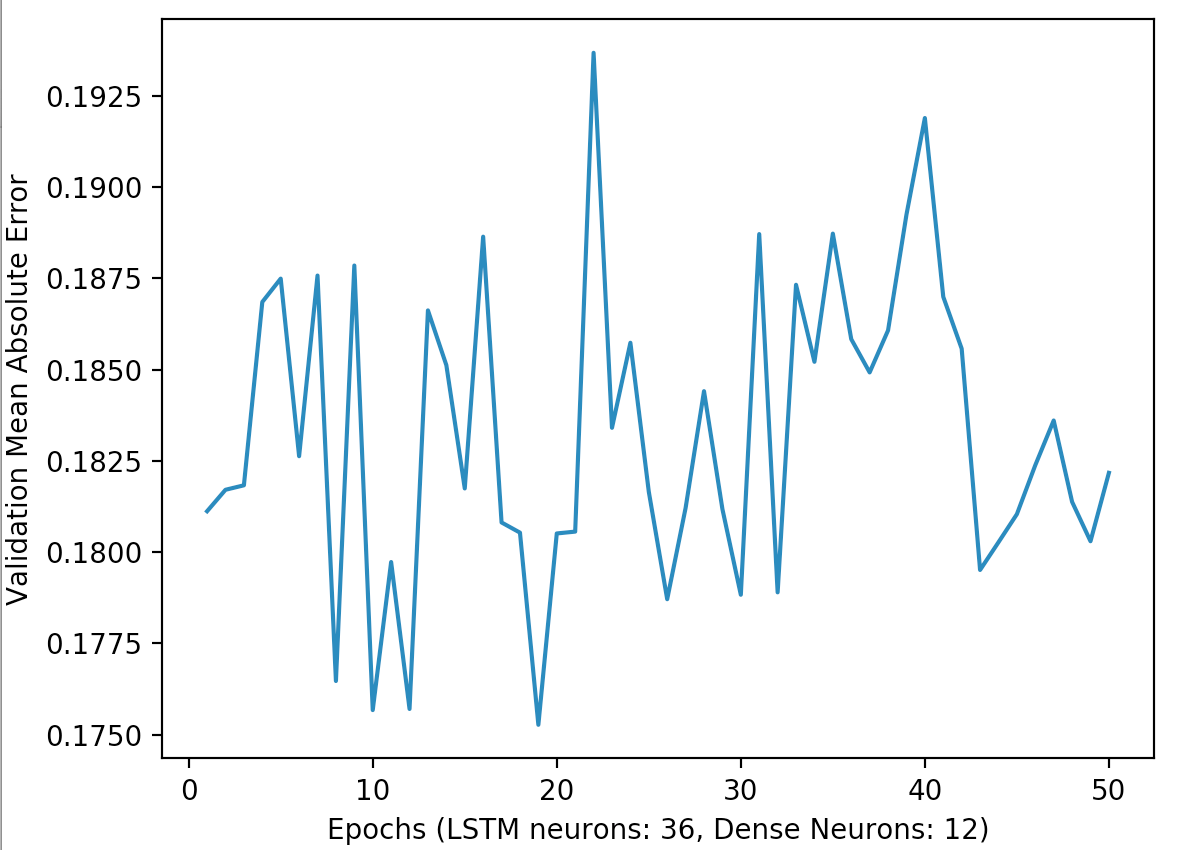 Validation Mean Absolute Error
0.1925
0.1900
0.1875
0.1850
0.1825
0.1800
0.1775
0.1750
0 10 20 30 40 50
Epochs (LSTM neurons: 36, Dense Neurons: 12)